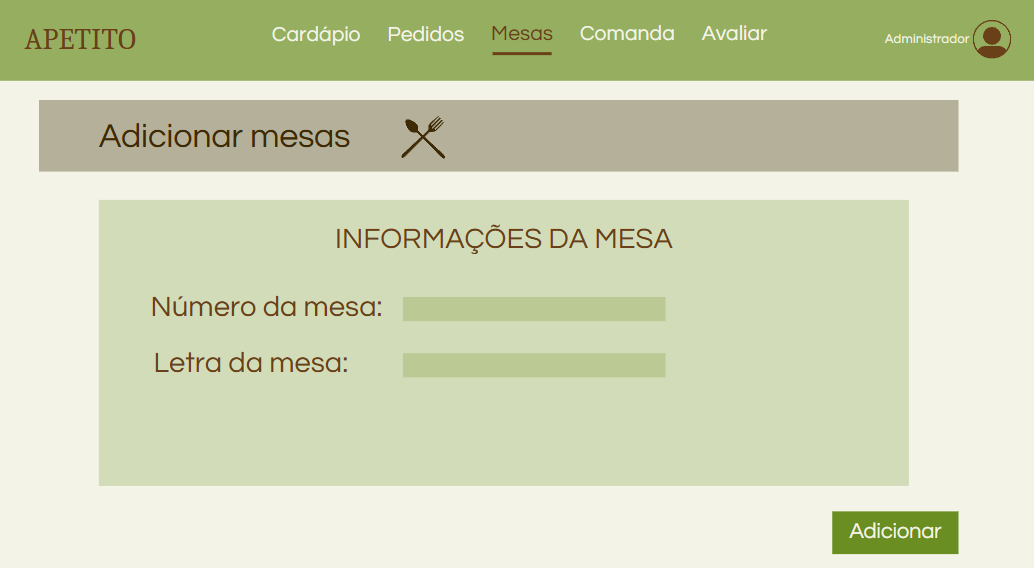 APETITO
Cardápio Pedidos Mesas Comanda Avaliar
Administrador
Adicionar mesas
INFORMAÇÕES DA MESA
Número da mesa:
Letra da mesa:
Adicionar